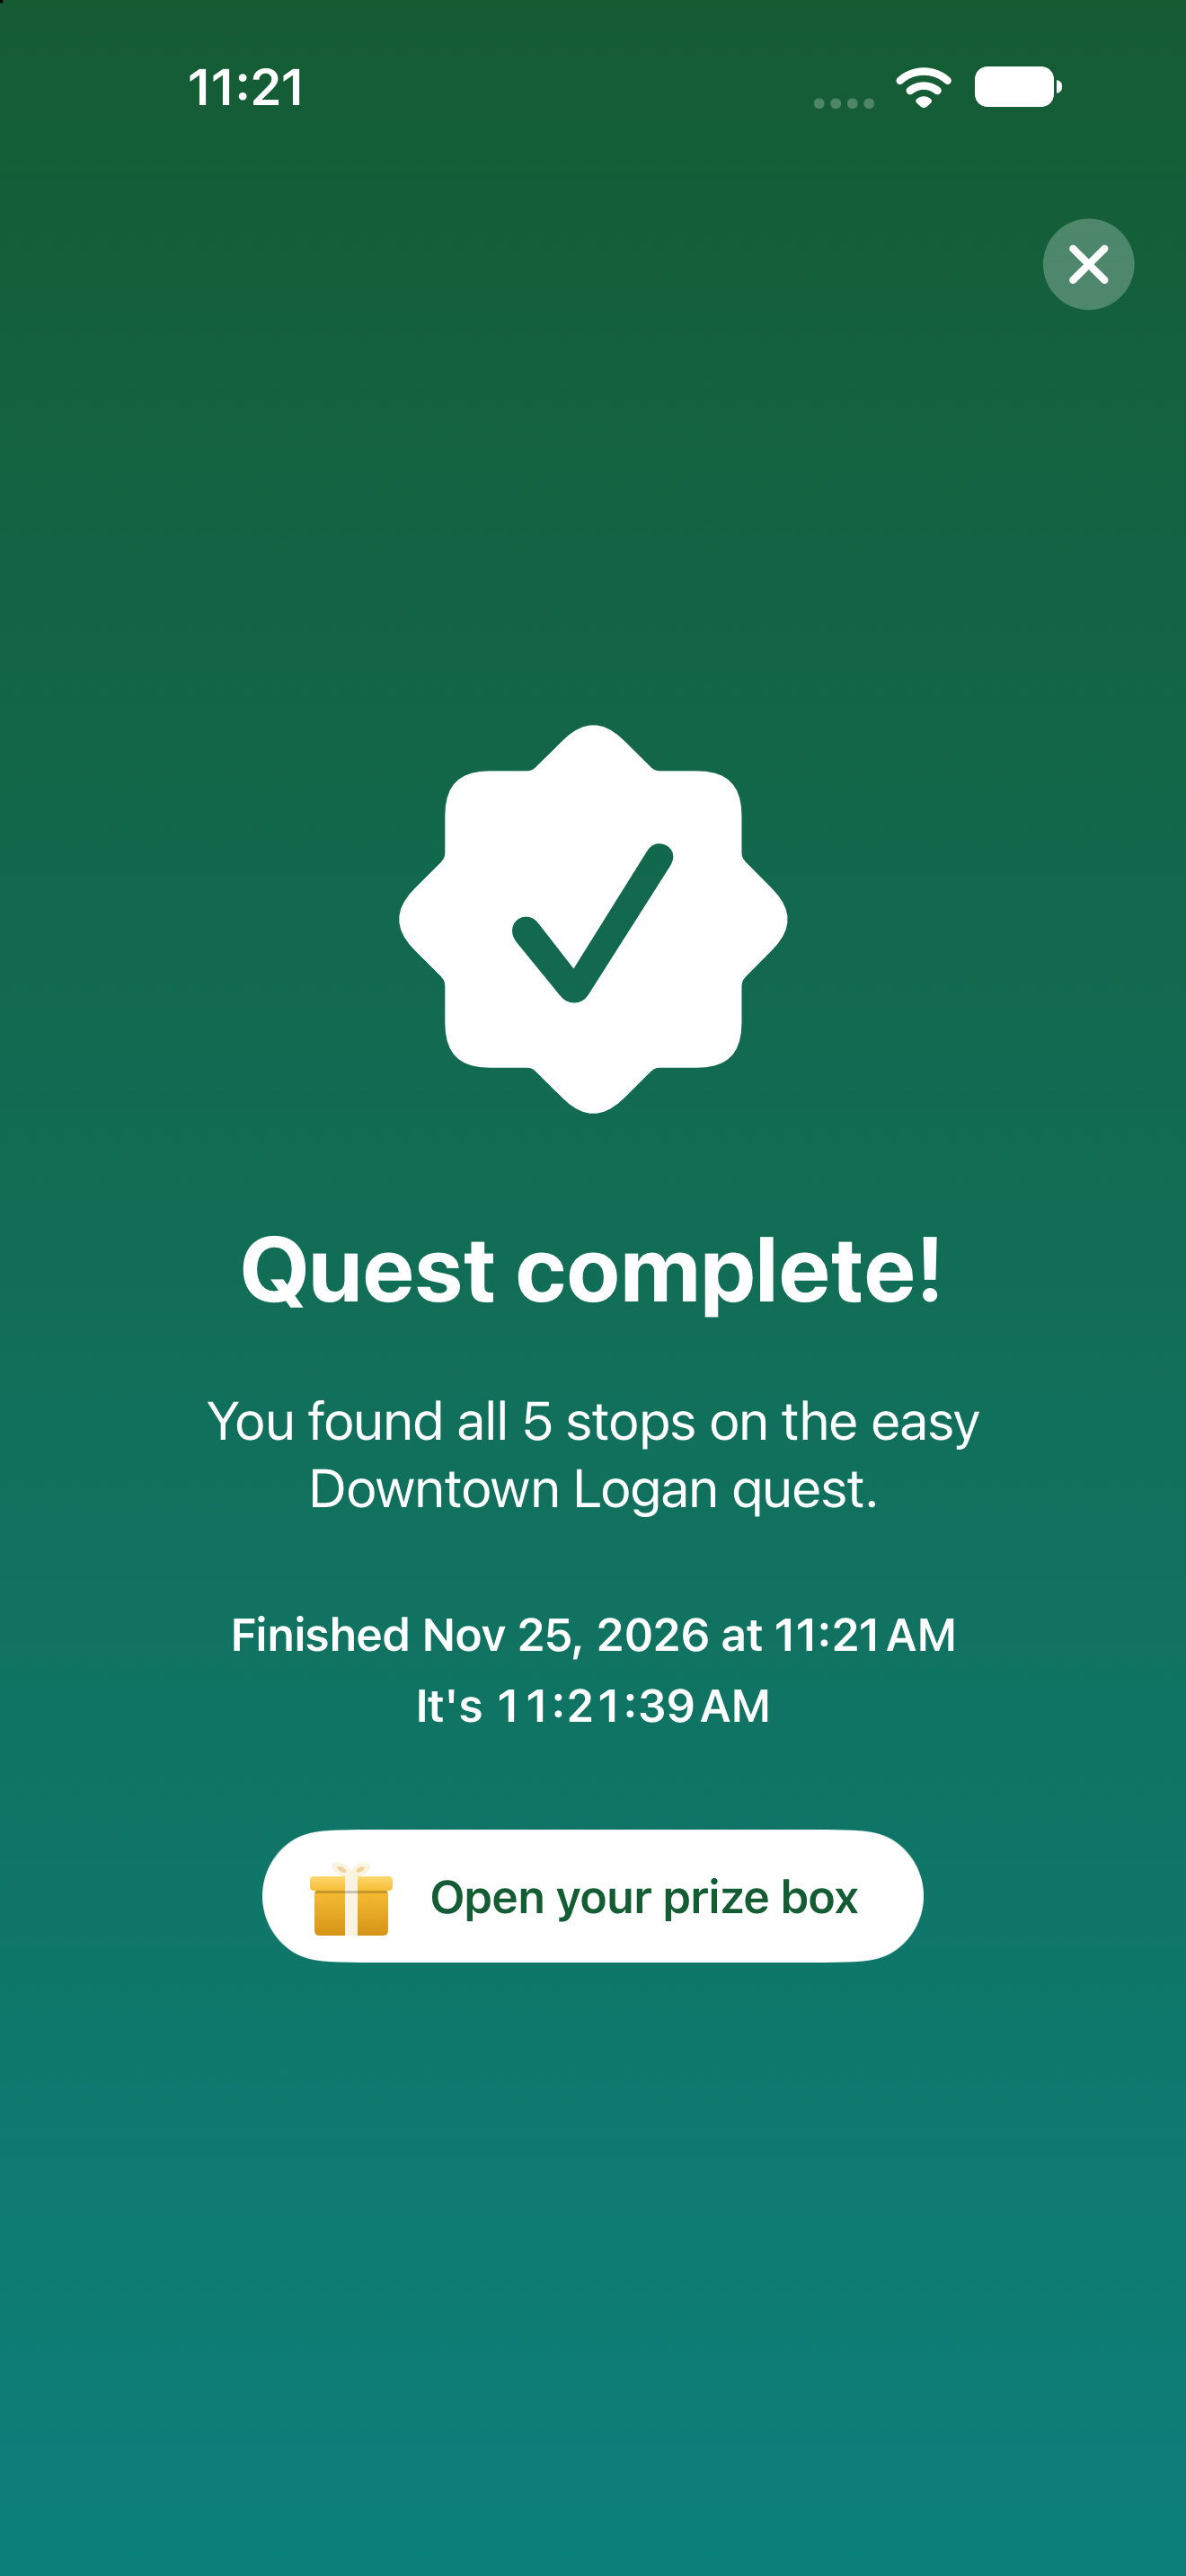 11:21
Quest complete!
You found all 5 stops on the easy
Downtown Logan quest.
Finished Nov 25, 2026 at 11:21 AM
It's 11:21:39 AM
Open your prize box